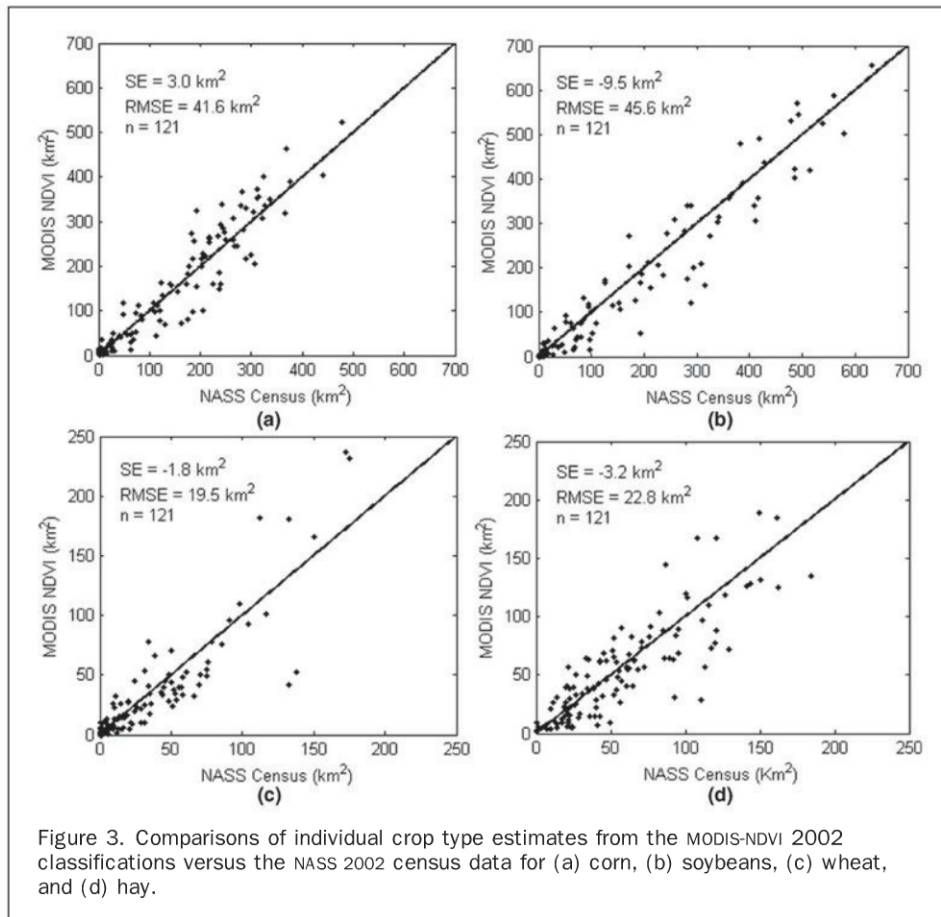 700
600
500
400
300
200
100
0
MODIS NDVI (km²)
SE = 3.0 km²
RMSE = 41.6 km²
n = 121
0 100 200 300 400 500 600 700
NASS Census (km²)
(a)
700
600
500
400
300
200
100
0
MODIS NDVI (km²)
SE = -9.5 km²
RMSE = 45.6 km²
n = 121
0 100 200 300 400 500 600 700
NASS Census (km²)
(b)
250
200
150
100
50
0
MODIS NDVI (km²)
SE = -1.8 km²
RMSE = 19.5 km²
n = 121
0 50 100 150 200 250
NASS Census (km²)
(c)
250
200
150
100
50
0
MODIS NDVI (km²)
SE = -3.2 km²
RMSE = 22.8 km²
n = 121
0 50 100 150 200 250
NASS Census (Km²)
(d)
Figure 3. Comparisons of individual crop type estimates from the MODIS-NDVI 2002
classifications versus the NASS 2002 census data for (a) corn, (b) soybeans, (c) wheat,
and (d) hay.